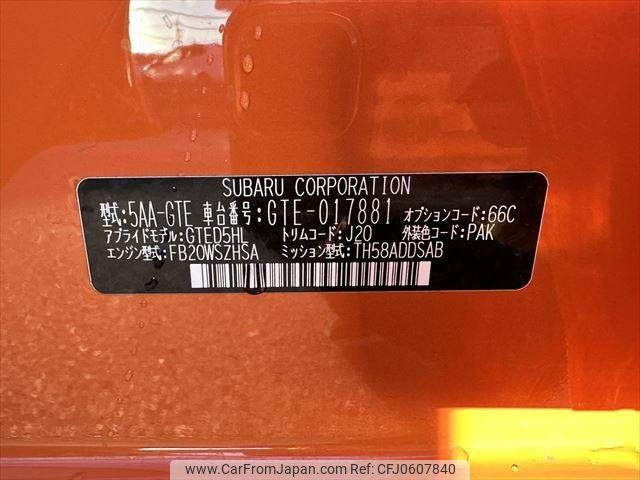 SUBARU CORPORATION
型式:5AA-GTE 車台番号:GTE-017881 オプションコード:66C
アプライドモデル:GTED5HL トリムコード:J20 外装色コード:PAK
エンジン型式:FB20WSZHSA ミッション型式:TH58ADDSAB
www.CarFromJapan.com | Photo ID: CFJ0607840